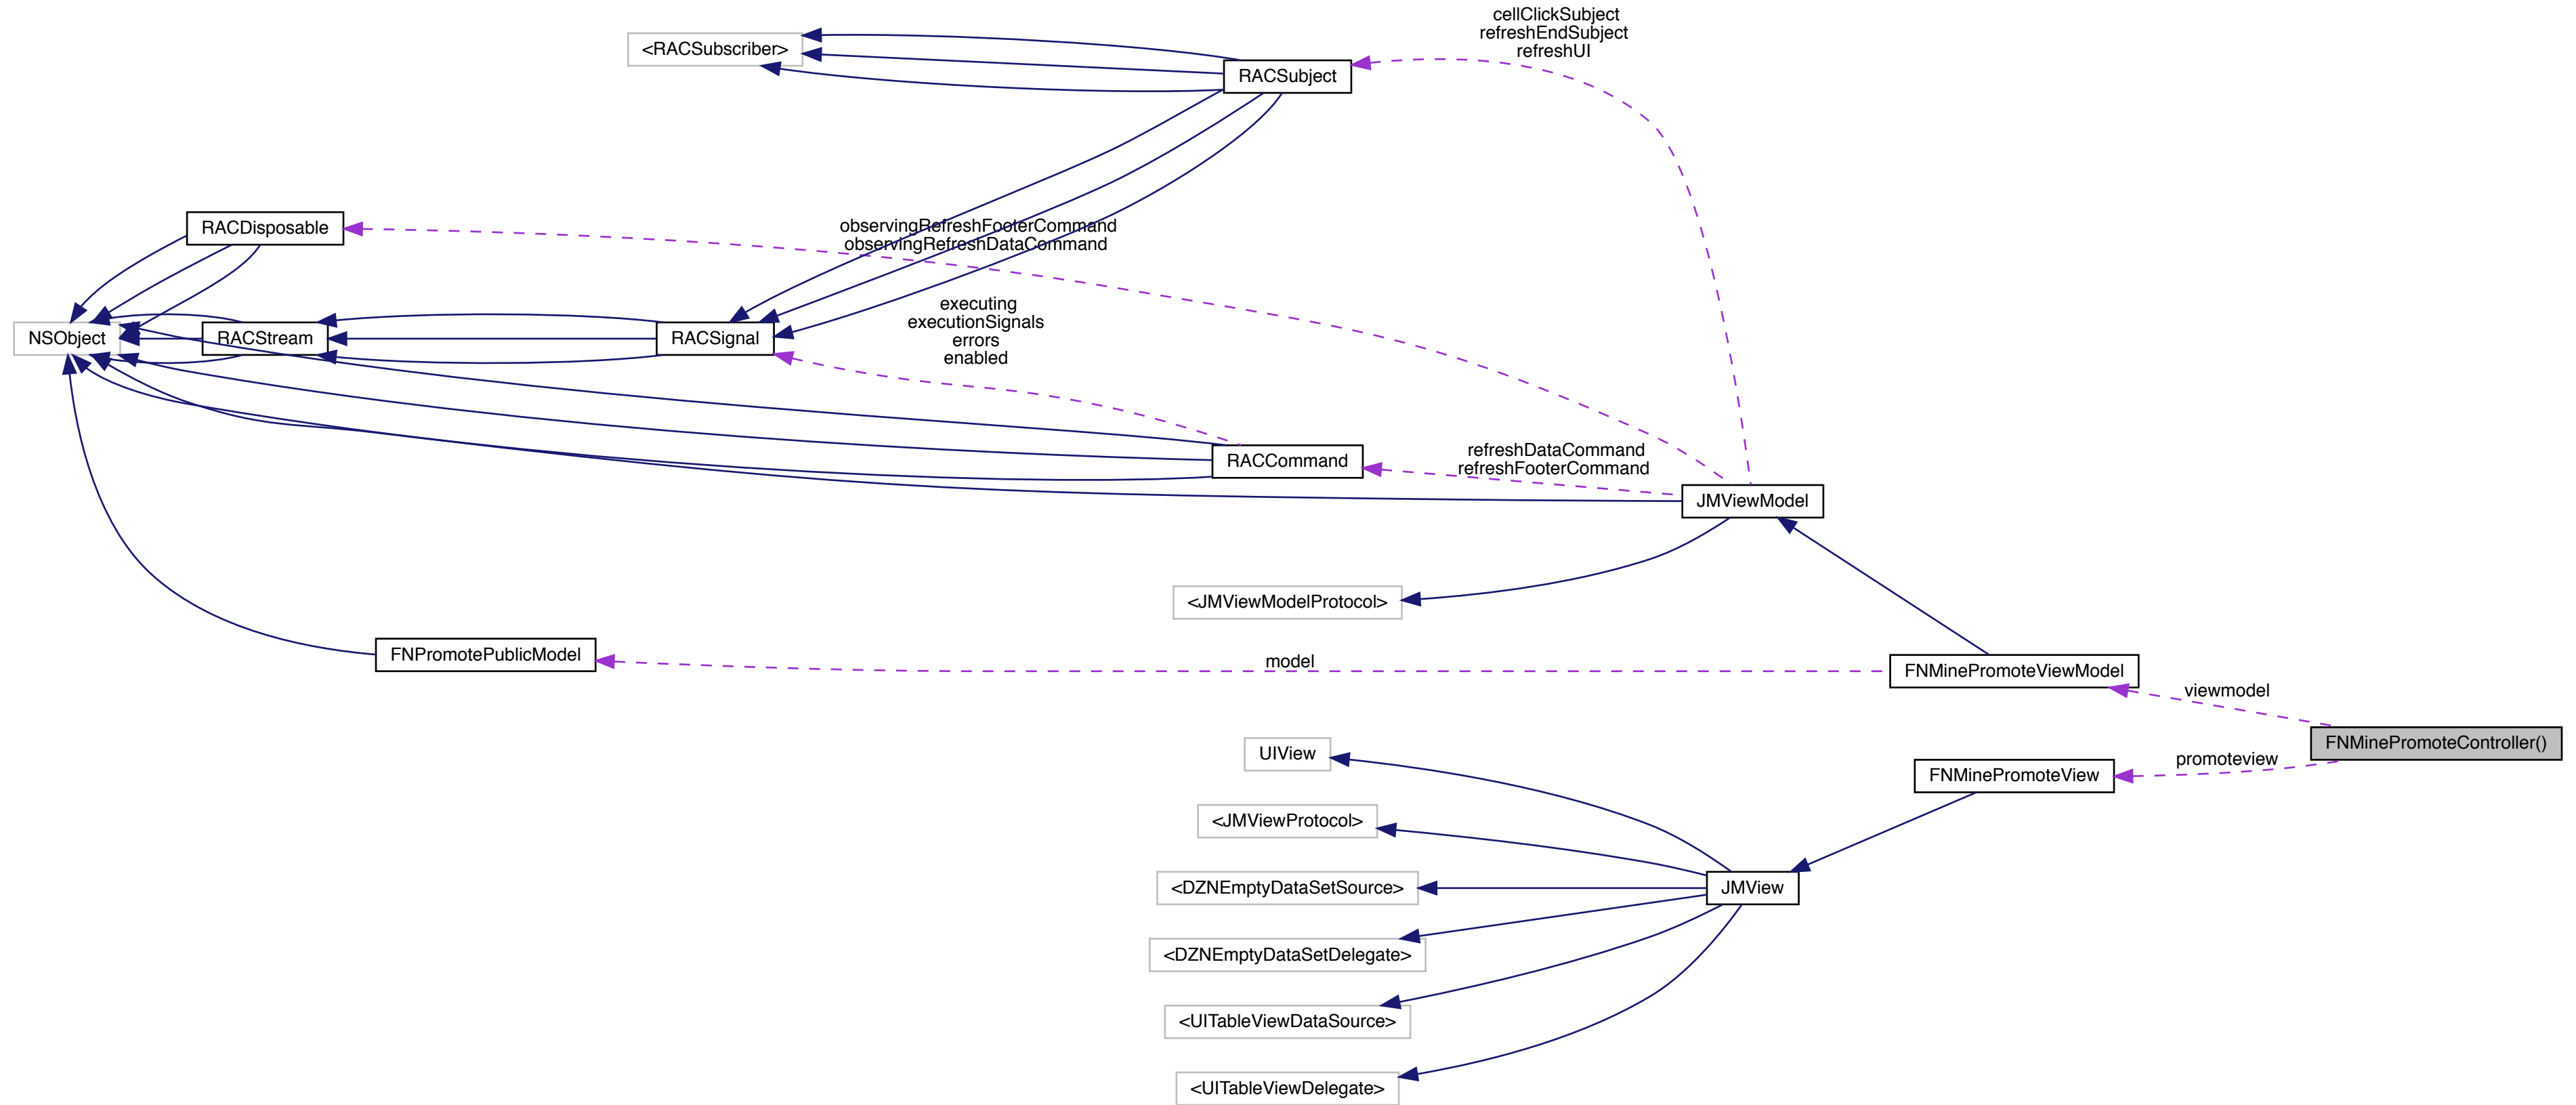 cellClickSubject
refreshEndSubject
refreshUI
<RACSubscriber>
RACSubject
RACDisposable
observingRefreshFooterCommand
observingRefreshDataCommand
executing
executionSignals
errors
enabled
NSObject
RACStream
RACSignal
RACCommand
refreshDataCommand
refreshFooterCommand
JMViewModel
<JMViewModelProtocol>
FNPromotePublicModel
model
FNMinePromoteViewModel
viewmodel
FNMinePromoteController()
UIView
promoteview
FNMinePromoteView
<JMViewProtocol>
<DZNEmptyDataSetSource>
JMView
<DZNEmptyDataSetDelegate>
<UITableViewDataSource>
<UITableViewDelegate>